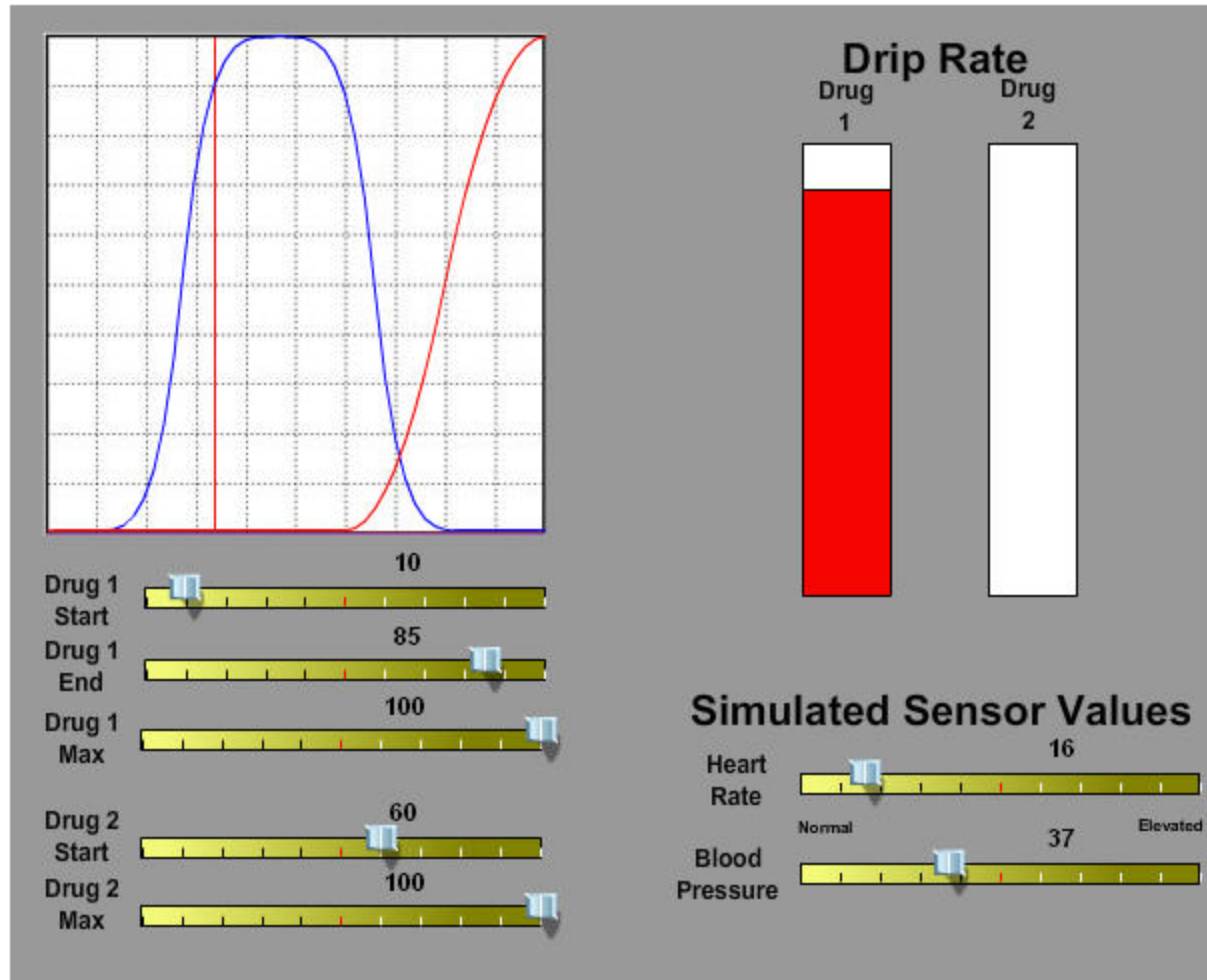 Drip Rate
Drug
1
Drug
2
10
Drug 1
Start
85
Drug 1
End
100
Drug 1
Max
60
Drug 2
Start
100
Drug 2
Max
Simulated Sensor Values
16
Heart
Rate
Normal
Elevated
37
Blood
Pressure